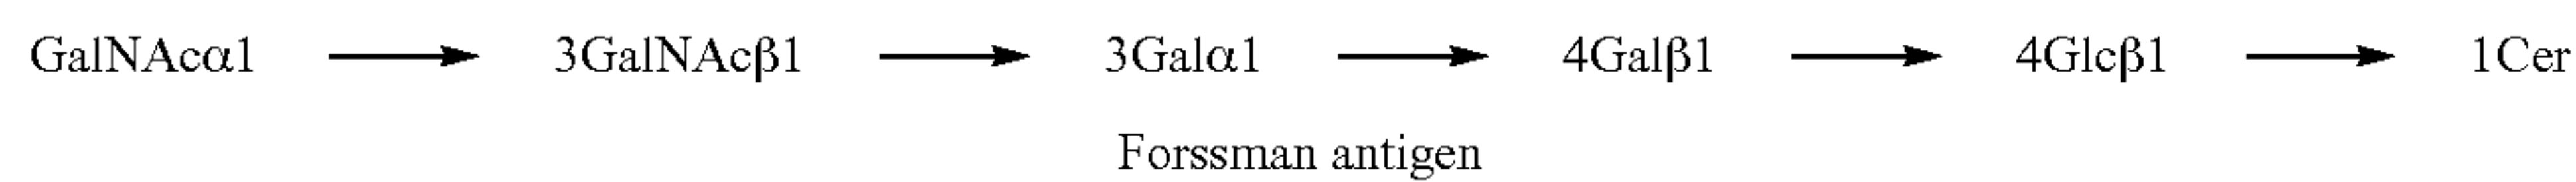 GalNAcα1 → 3GalNAcβ1 → 3Galα1 → 4Galβ1 → 4Glcβ1 → 1Cer
Forssman antigen